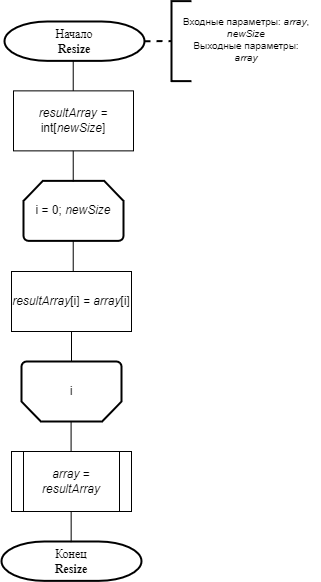 Начало
Resize
Входные параметры: array,
newSize
Выходные параметры:
array
resultArray =
int[newSize]
i = 0; newSize
resultArray[i] = array[i]
i
array =
resultArray
Конец
Resize